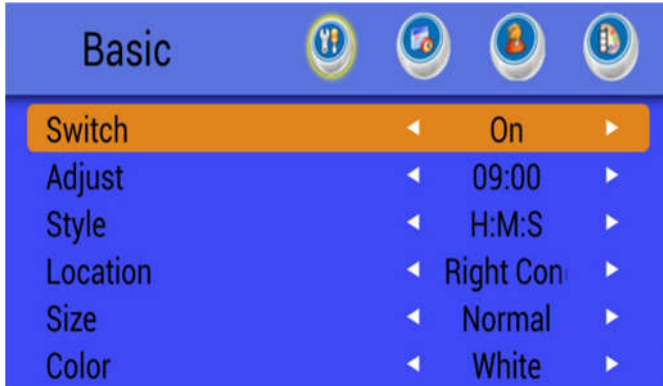 Basic
Switch On
Adjust 09:00
Style H:M:S
Location Right Con
Size Normal
Color White